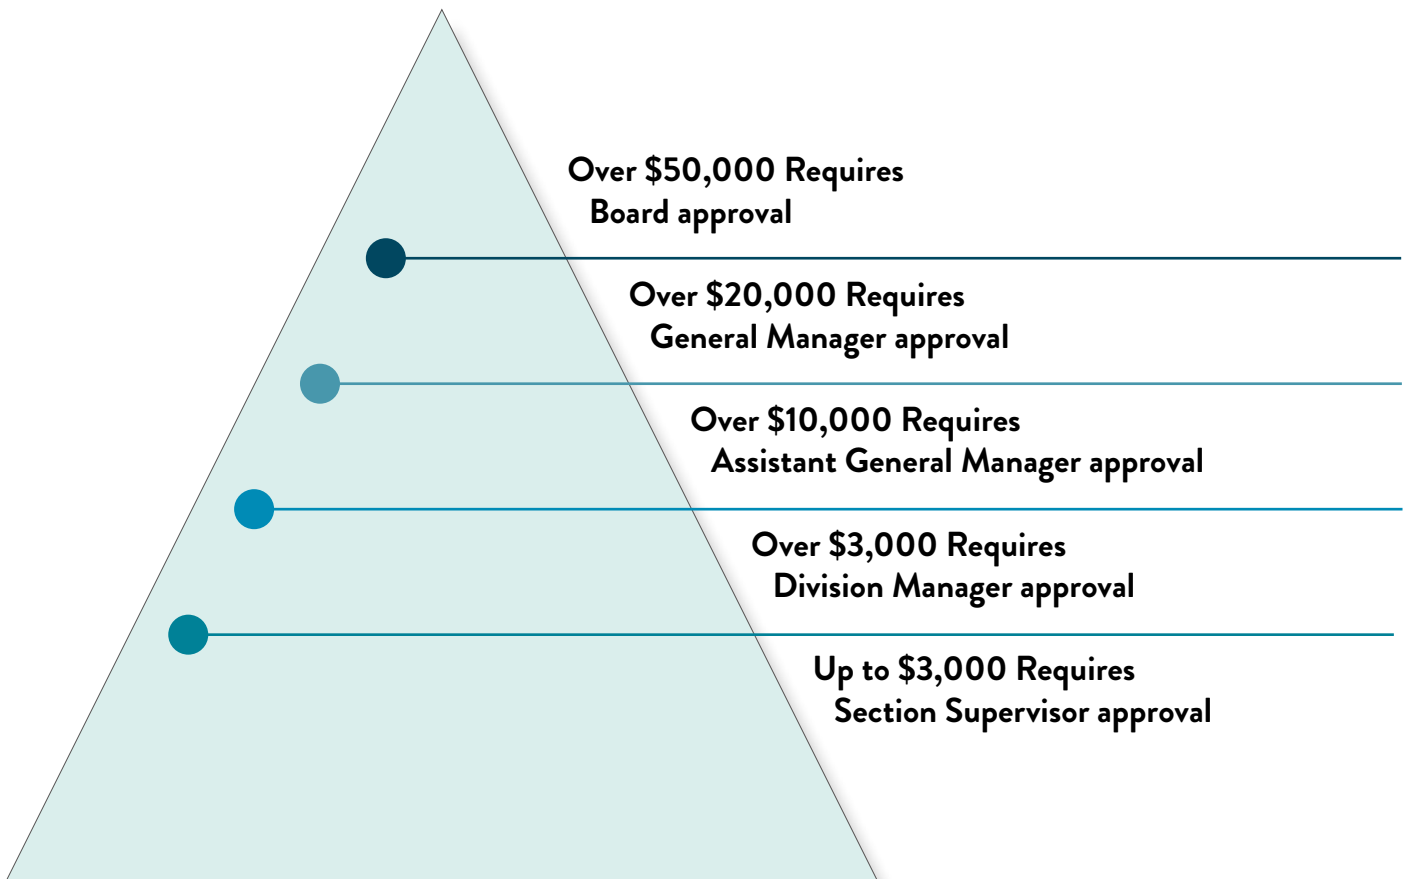 Over $50,000 Requires
Board approval
Over $20,000 Requires
General Manager approval
Over $10,000 Requires
Assistant General Manager approval
Over $3,000 Requires
Division Manager approval
Up to $3,000 Requires
Section Supervisor approval